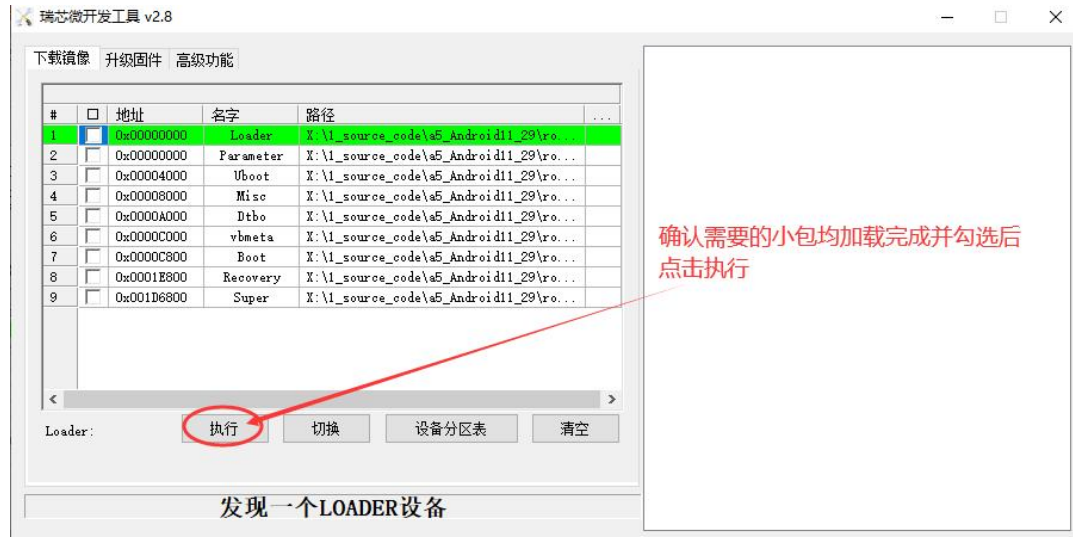 瑞芯微开发工具 v2.8
下载镜像 升级固件 高级功能
# 地址 名字 路径 ...
1 0x00000000 Loader X:\1_source_code\a5_Android11_29\ro...
2 0x00000000 Parameter X:\1_source_code\a5_Android11_29\ro...
3 0x00004000 Uboot X:\1_source_code\a5_Android11_29\ro...
4 0x00008000 Misc X:\1_source_code\a5_Android11_29\ro...
5 0x0000A000 Dtbo X:\1_source_code\a5_Android11_29\ro...
6 0x0000C000 vbmeta X:\1_source_code\a5_Android11_29\ro...
7 0x0000C800 Boot X:\1_source_code\a5_Android11_29\ro...
8 0x0001E800 Recovery X:\1_source_code\a5_Android11_29\ro...
9 0x001D6800 Super X:\1_source_code\a5_Android11_29\ro...
Loader: 执行 切换 设备分区表 清空
发现一个LOADER设备
确认需要的小包均加载完成并勾选后
点击执行